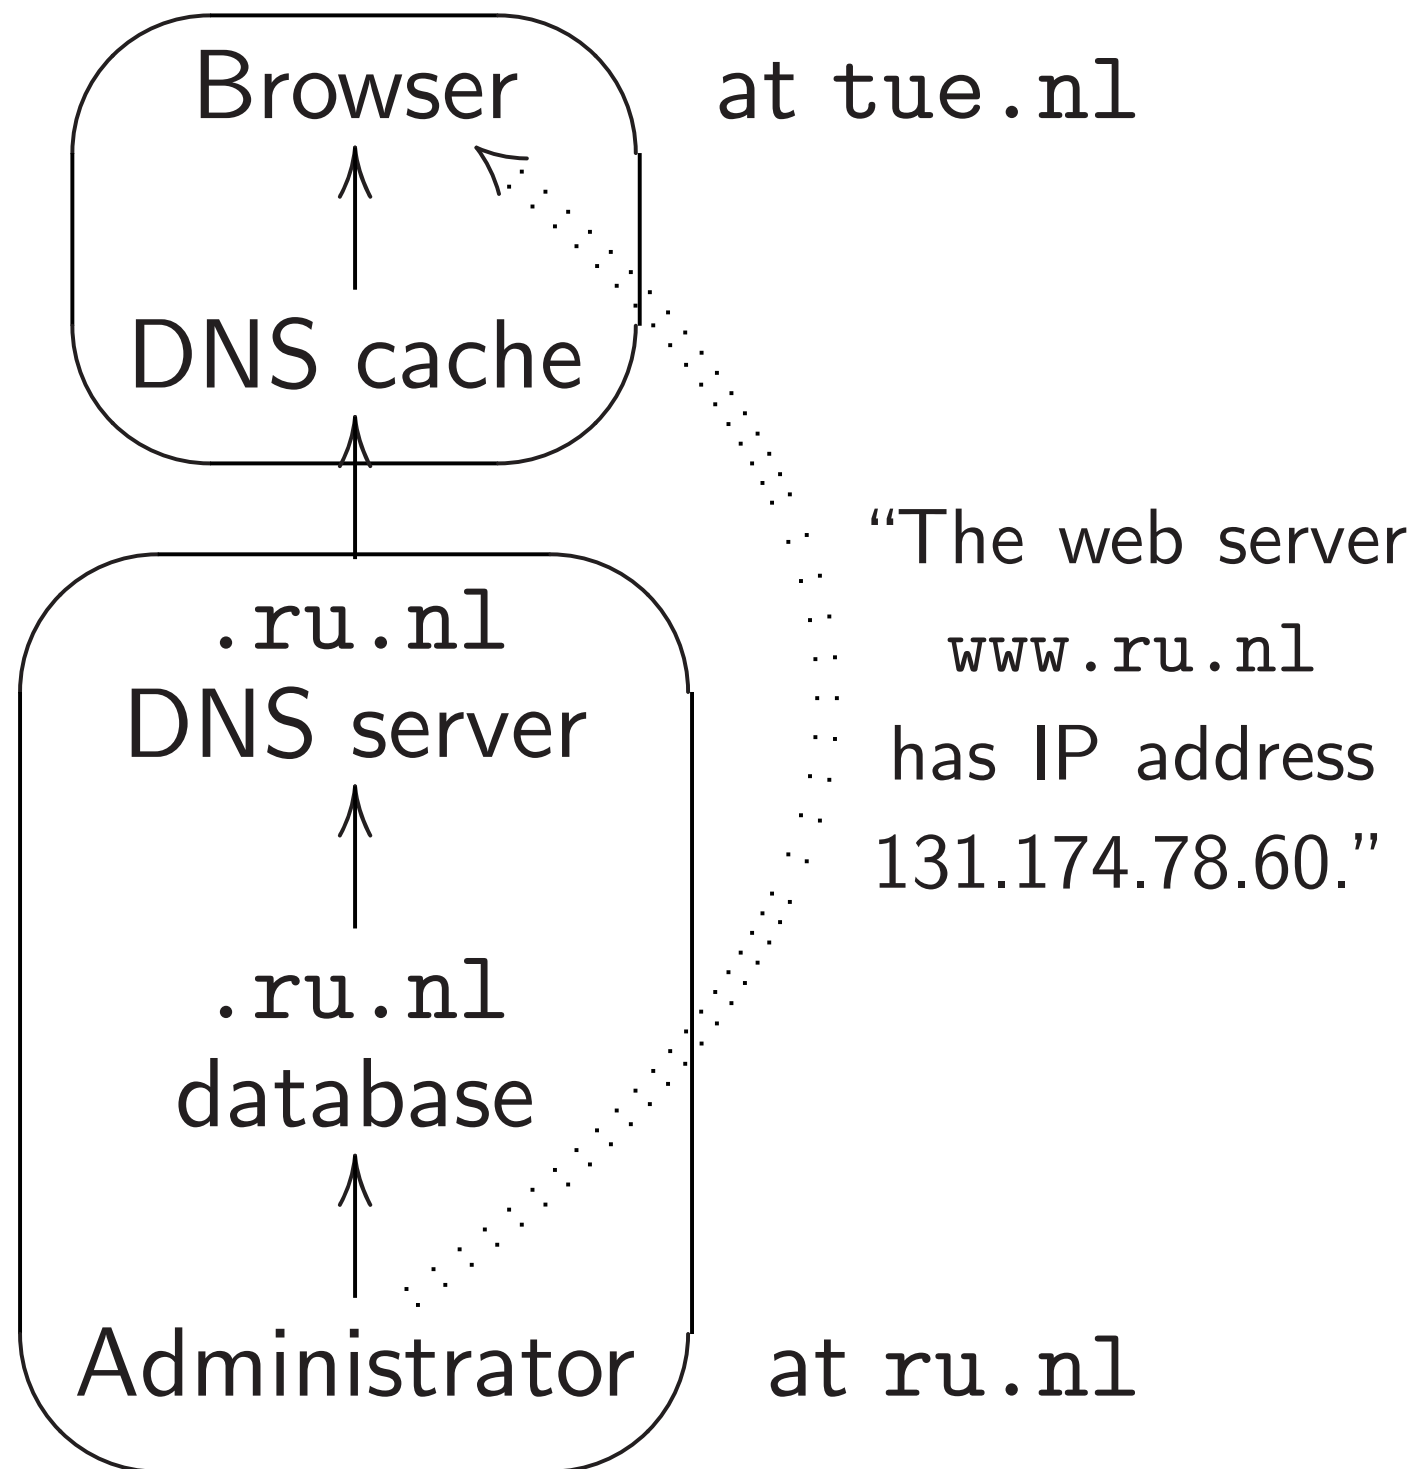 Browser at tue.nl
DNS cache
“The web server
www.ru.nl
has IP address
131.174.78.60.”
.ru.nl
DNS server
.ru.nl
database
Administrator at ru.nl